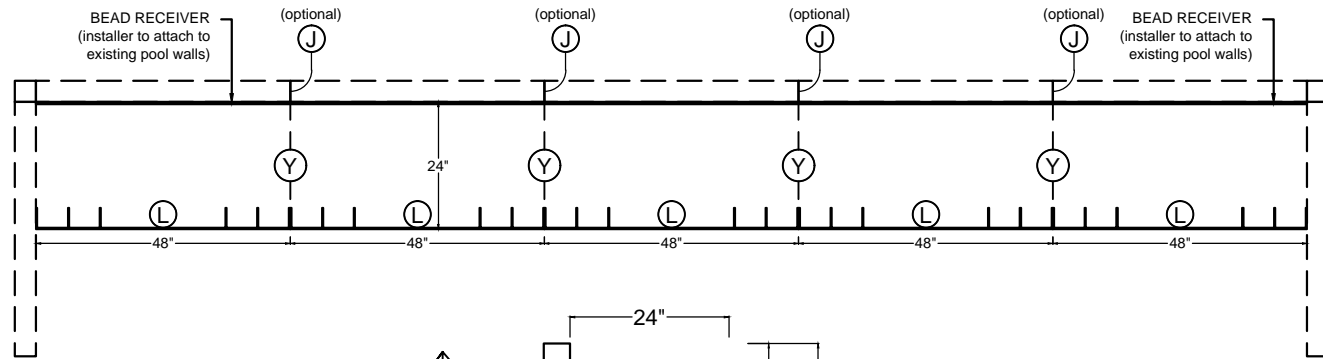 BEAD RECEIVER
(installer to attach to
existing pool walls)
(optional)
J
(optional)
J
(optional)
J
(optional)
J
BEAD RECEIVER
(installer to attach to
existing pool walls)
24"
Y
Y
Y
Y
L
L
L
L
L
48"
48"
48"
48"
48"
24"